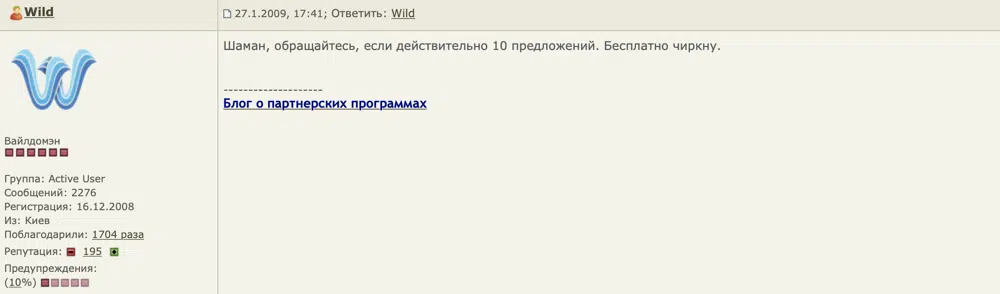 Wild
27.1.2009, 17:41; Ответить: Wild
Шаман, обращайтесь, если действительно 10 предложений. Бесплатно чиркну.
--------------------
Блог о партнерских программах
Вайлдомэн
Группа: Active User
Сообщений: 2276
Регистрация: 16.12.2008
Из: Киев
Поблагодарили: 1704 раза
Репутация: 195
Предупреждения:
(10%)